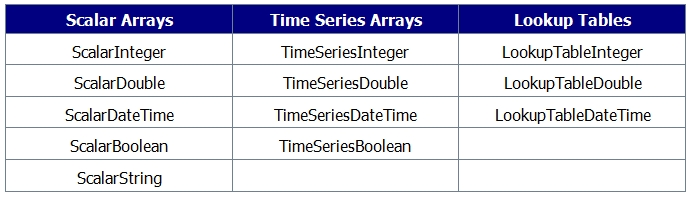 Scalar Arrays Time Series Arrays Lookup Tables
ScalarInteger TimeSeriesInteger LookupTableInteger
ScalarDouble TimeSeriesDouble LookupTableDouble
ScalarDateTime TimeSeriesDateTime LookupTableDateTime
ScalarBoolean TimeSeriesBoolean
ScalarString